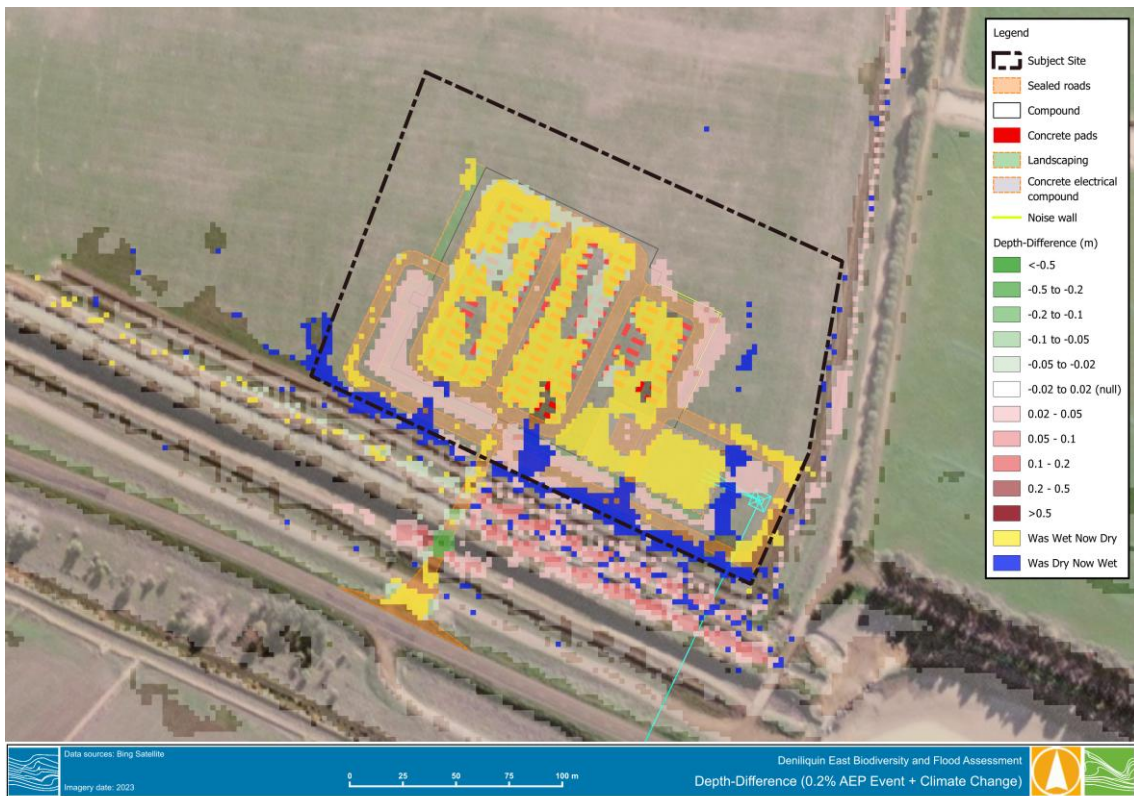 Legend
Subject Site
Sealed roads
Compound
Concrete pads
Landscaping
Concrete electrical
compound
Noise wall
Depth-Difference (m)
<-0.5
-0.5 to -0.2
-0.2 to -0.1
-0.1 to -0.05
-0.05 to -0.02
-0.02 to 0.02 (null)
0.02 - 0.05
0.05 - 0.1
0.1 - 0.2
0.2 - 0.5
>0.5
Was Wet Now Dry
Was Dry Now Wet
Data sources: Bing Satellite
Imagery date: 2023
0 25 50 75 100 m
Deniliquin East Biodiversity and Flood Assessment
Depth-Difference (0.2% AEP Event + Climate Change)